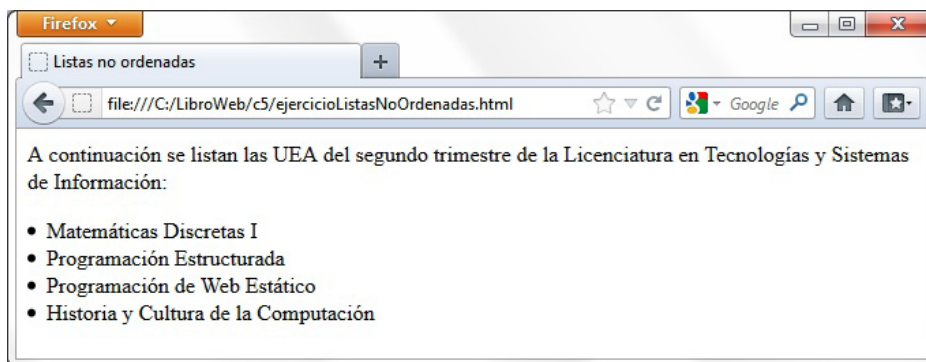 Firefox
Listas no ordenadas
file:///C:/LibroWeb/c5/ejercicioListasNoOrdenadas.html
Google
A continuación se listan las UEA del segundo trimestre de la Licenciatura en Tecnologías y Sistemas
de Información:
• Matemáticas Discretas I
• Programación Estructurada
• Programación de Web Estático
• Historia y Cultura de la Computación